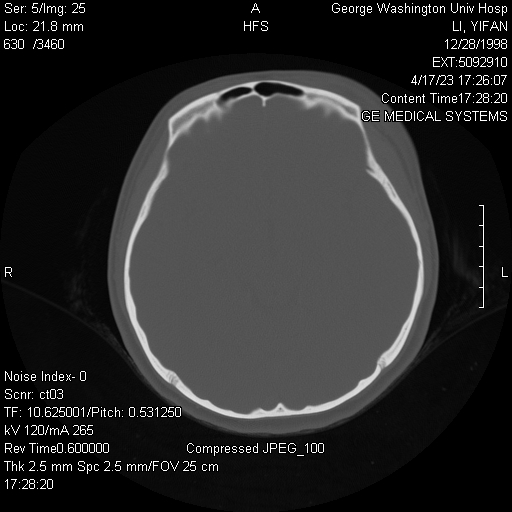 Ser: 5/Img: 25
Loc: 21.8 mm
630 /3460
A
HFS
George Washington Univ Hosp
LI, YIFAN
12/28/1998
EXT:5092910
4/17/23 17:26:07
Content Time17:28:20
GE MEDICAL SYSTEMS
R
L
Noise Index- 0
Scnr: ct03
TF: 10.625001/Pitch: 0.531250
kV 120/mA 265
Rev Time0.600000
Compressed JPEG_100
Thk 2.5 mm Spc 2.5 mm/FOV 25 cm
17:28:20